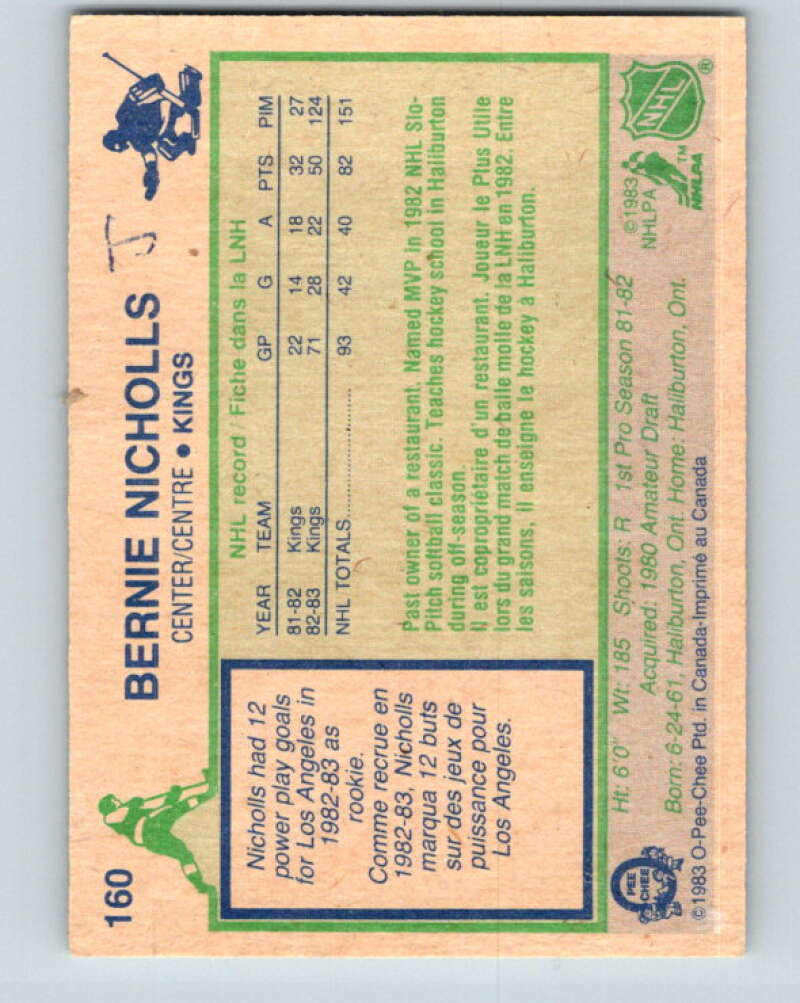 160
BERNIE NICHOLLS J
CENTER/CENTRE • KINGS
Nicholls had 12
power play goals
for Los Angeles in
1982-83 as
rookie.
Comme recrue en
1982-83, Nicholls
marqua 12 buts
sur des jeux de
puissance pour
Los Angeles.
NHL record / Fiche dans la LNH
YEAR TEAM GP G A PTS PIM
81-82 Kings 22 14 18 32 27
82-83 Kings 71 28 22 50 124
NHL TOTALS 93 42 40 82 151
Past owner of a restaurant. Named MVP in 1982 NHL Slo-
Pitch softball classic. Teaches hockey school in Haliburton
during off-season.
Il est copropriétaire d'un restaurant. Joueur le Plus Utile
lors du grand match de balle molle de la LNH en 1982. Entre
les saisons, il enseigne le hockey à Haliburton.
Ht: 6'0" Wt: 185 Shoots: R 1st Pro Season 81-82
Acquired: 1980 Amateur Draft
Born: 6-24-61, Haliburton, Ont. Home: Haliburton, Ont.
©1983 O-Pee-Chee Ptd. in Canada-Imprimé au Canada
O PEE CHEE
©1983
NHLPA
NHL ®
TM
NHLPA